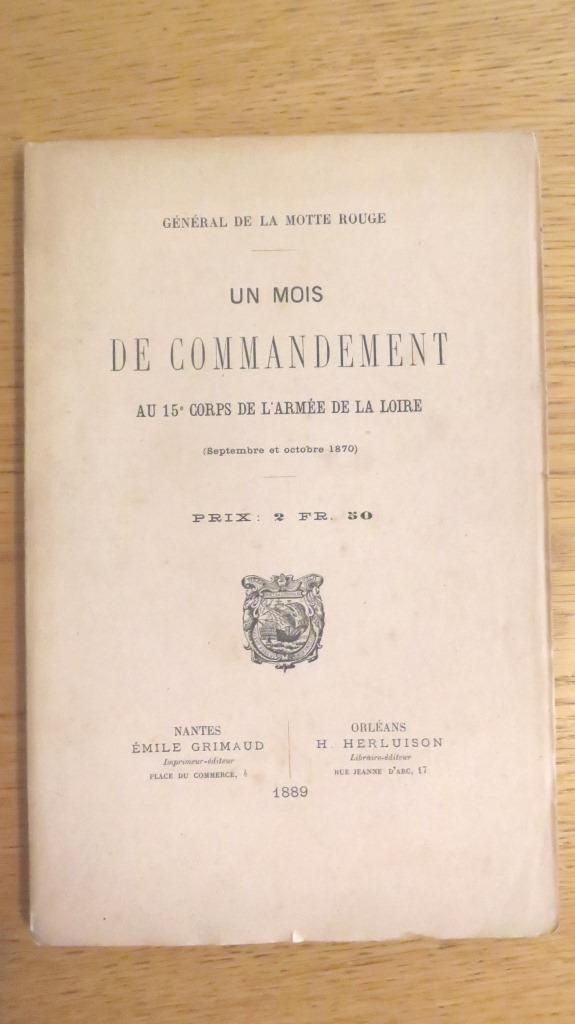 GÉNÉRAL DE LA MOTTE ROUGE
UN MOIS
DE COMMANDEMENT
AU 15e CORPS DE L'ARMÉE DE LA LOIRE
(Septembre et octobre 1870)
PRIX: 2 FR. 50
NANTES
ÉMILE GRIMAUD
Imprimeur-éditeur
PLACE DU COMMERCE,
ORLÉANS
H. HERLUISON
Libraire-éditeur
RUE JEANNE D'ARC, 17
1889